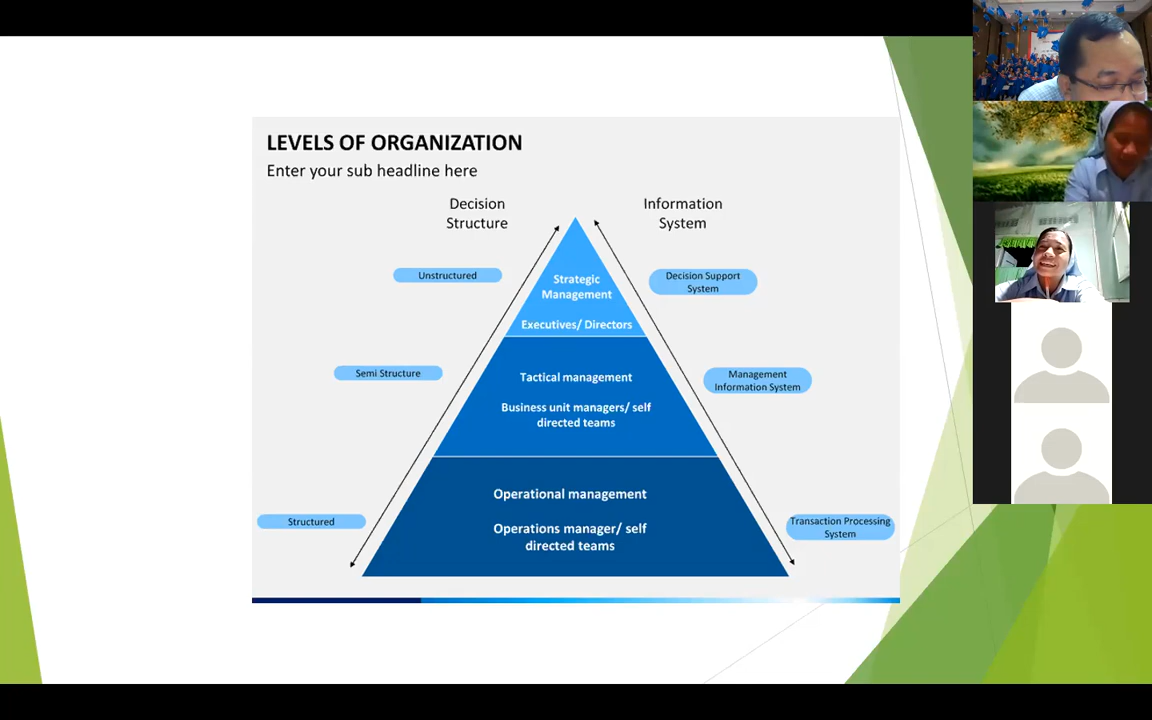 LEVELS OF ORGANIZATION
Enter your sub headline here
Decision
Structure
Information
System
Unstructured
Strategic
Management
Executives/ Directors
Decision Support
System
Semi Structure
Tactical management
Business unit managers/ self
directed teams
Management
Information System
Structured
Operational management
Operations manager/ self
directed teams
Transaction Processing
System